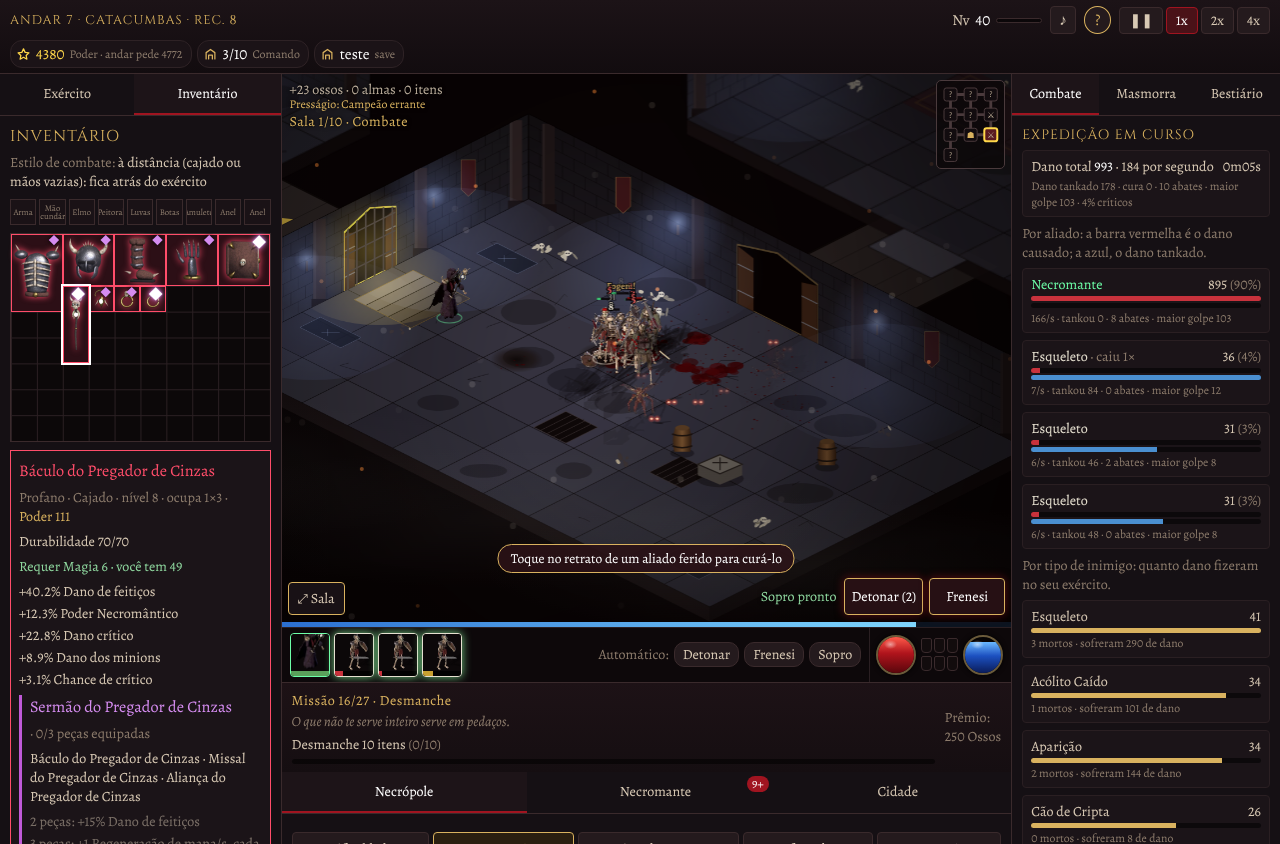 ANDAR 7 · CATACUMBAS · REC. 8
Nv 40
♪
?
❚❚
1x
2x
4x
4380 Poder · andar pede 4772
3/10 Comando
teste save
Exército
Inventário
INVENTÁRIO
Estilo de combate: à distância (cajado ou
mãos vazias): fica atrás do exército
Arma
Mão
Elmo
Luvas
Botas
Anel
Anel
Báculo do Pregador de Cinzas
Profano · Cajado · nível 8 · ocupa 1×3 ·
Poder 111
Durabilidade 70/70
Requer Magia 6 · você tem 49
+40.2% Dano de feitiços
+12.3% Poder Necromântico
+22.8% Dano crítico
+8.9% Dano dos minions
+3.1% Chance de crítico
Sermão do Pregador de Cinzas
· 0/3 peças equipadas
Báculo do Pregador de Cinzas · Missal
do Pregador de Cinzas · Aliança do
Pregador de Cinzas
2 peças: +15% Dano de feitiços
3 peças: +1 Regeneração de mana/s, cada
+23 ossos · 0 almas · 0 itens
Presságio: Campeão errante
Sala 1/10 · Combate
Toque no retrato de um aliado ferido para curá-lo
⤢ Sala
Sopro pronto
Detonar (2)
Frenesi
Automático:
Detonar
Frenesi
Sopro
Missão 16/27 · Desmanche
O que não te serve inteiro serve em pedaços.
Desmanche 10 itens (0/10)
Prêmio:
250 Ossos
Necrópole
Necromante
9+
Cidade
Combate
Masmorra
Bestiário
EXPEDIÇÃO EM CURSO
Dano total 993 · 184 por segundo 0m05s
Dano tankado 178 · cura 0 · 10 abates · maior
golpe 103 · 4% críticos
Por aliado: a barra vermelha é o dano
causado; a azul, o dano tankado.
Necromante 895 (90%)
166/s · tankou 0 · 8 abates · maior golpe 103
Esqueleto · caiu 1× 36 (4%)
7/s · tankou 84 · 0 abates · maior golpe 12
Esqueleto 31 (3%)
6/s · tankou 46 · 2 abates · maior golpe 8
Esqueleto 31 (3%)
6/s · tankou 48 · 0 abates · maior golpe 8
Por tipo de inimigo: quanto dano fizeram
no seu exército.
Esqueleto 41
3 mortos · sofreram 290 de dano
Acólito Caído 34
1 mortos · sofreram 101 de dano
Aparição 34
2 mortos · sofreram 144 de dano
Cão de Cripta 26
0 mortos · sofreram 8 de dano